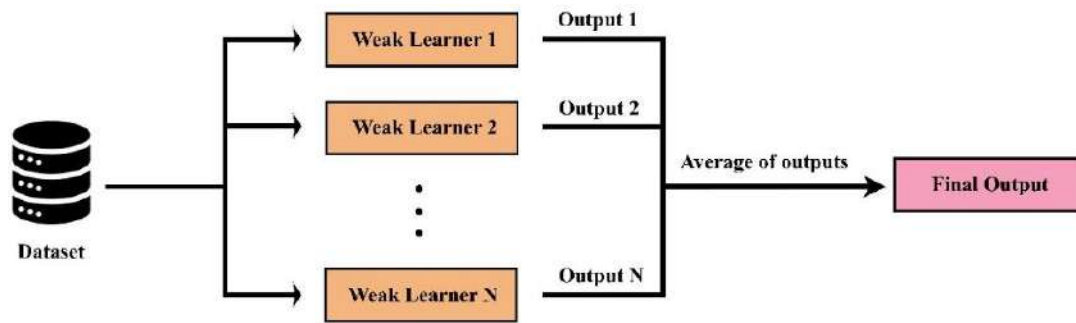 Output 1
Weak Learner 1
Output 2
Weak Learner 2
Average of outputs
Final Output
Dataset
Output N
Weak Learner N